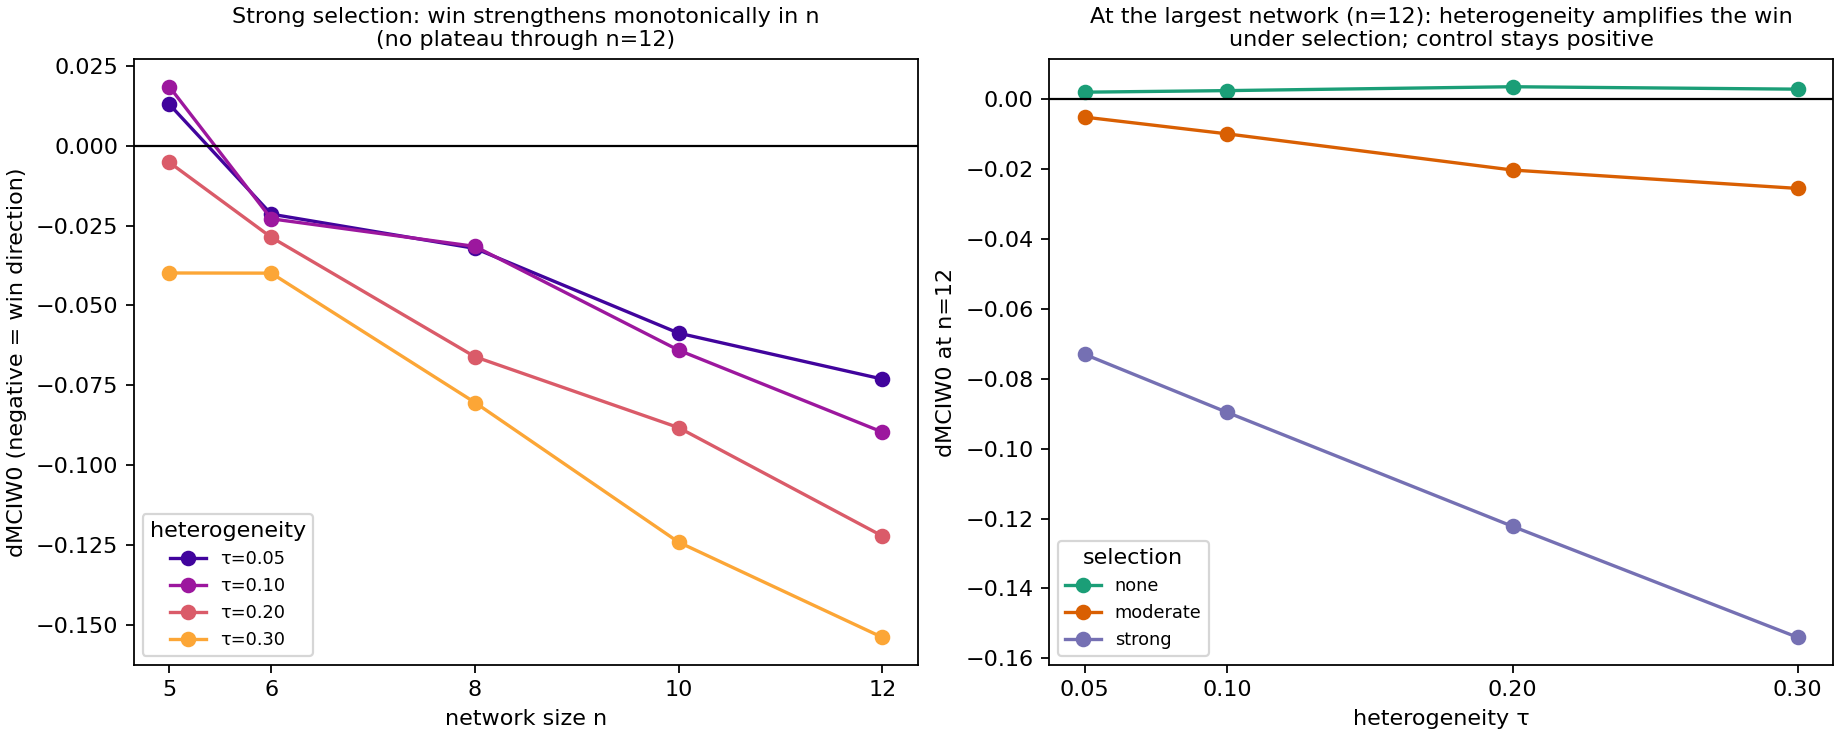 Strong selection: win strengthens monotonically in n
(no plateau through n=12)
dMCIW0 (negative = win direction)
0.025
0.000
−0.025
−0.050
−0.075
−0.100
−0.125
−0.150
heterogeneity
τ=0.05
τ=0.10
τ=0.20
τ=0.30
5
6
8
10
12
network size n
At the largest network (n=12): heterogeneity amplifies the win
under selection; control stays positive
dMCIW0 at n=12
0.00
−0.02
−0.04
−0.06
−0.08
−0.10
−0.12
−0.14
−0.16
selection
none
moderate
strong
0.05
0.10
0.20
0.30
heterogeneity τ